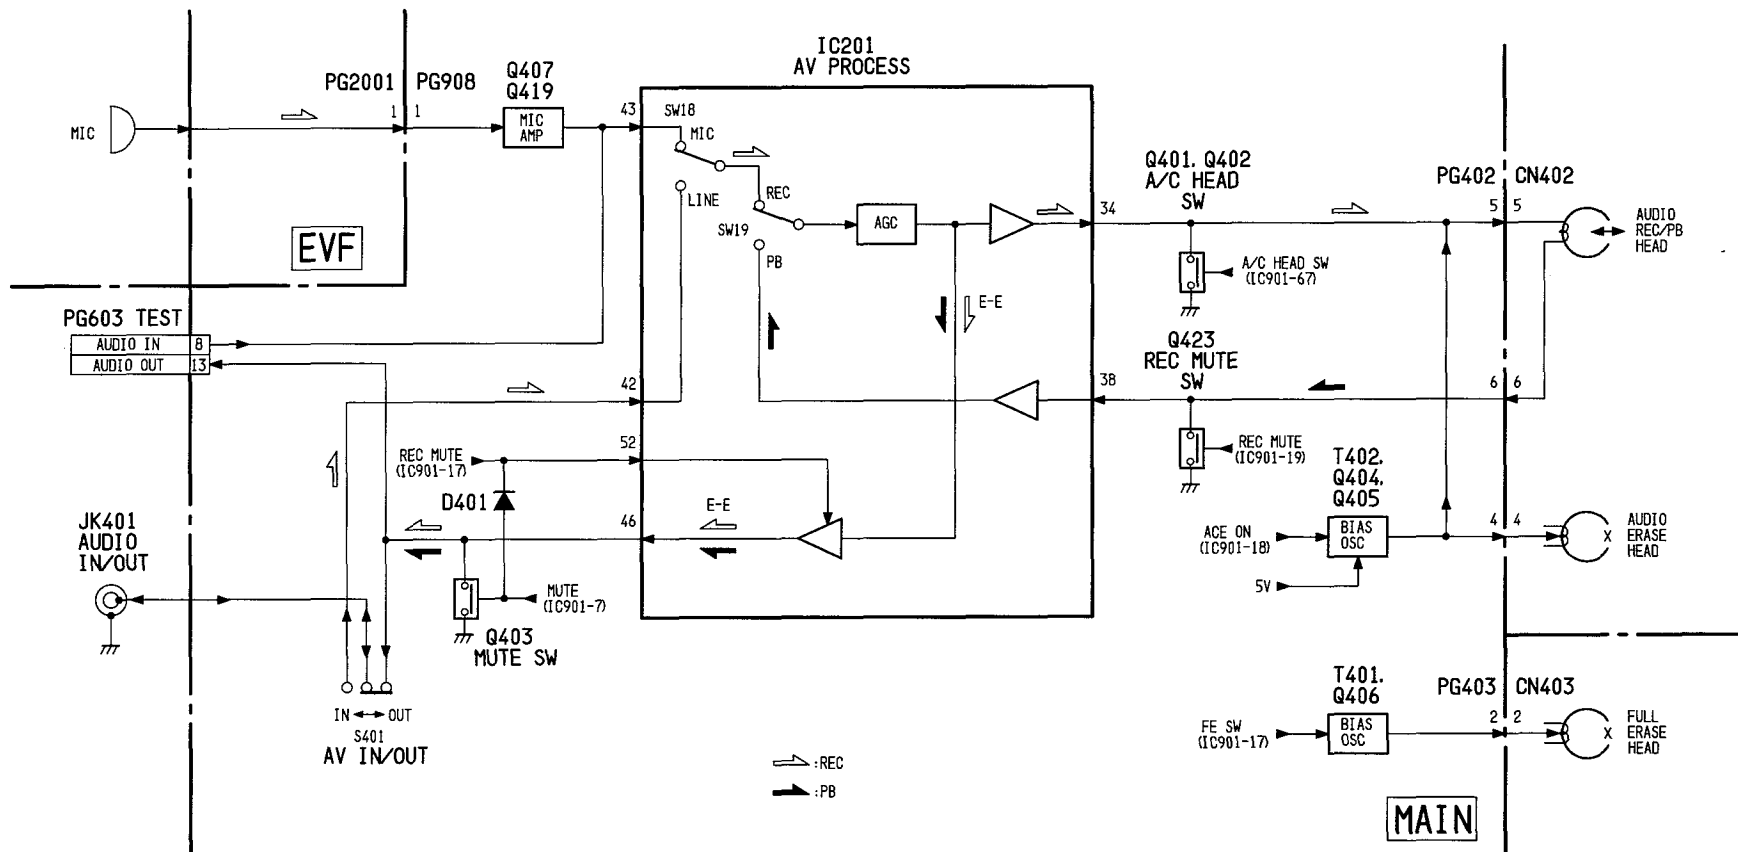 IC201
AV PROCESS
PG2001
PG908
Q407
Q419
MIC
1
1
MIC
AMP
43
SW18
MIC
LINE
REC
SW19
PB
AGC
E-E
34
Q401, Q402
A/C HEAD
SW
A/C HEAD SW
(IC901-67)
PG402
CN402
5
5
AUDIO
REC/PB
HEAD
EVF
PG603 TEST
AUDIO IN
8
AUDIO OUT
13
42
Q423
REC MUTE
SW
38
6
6
REC MUTE
(IC901-19)
52
REC MUTE
(IC901-17)
D401
46
E-E
T402,
Q404,
Q405
ACE ON
(IC901-18)
BIAS
OSC
5V
4
4
AUDIO
ERASE
HEAD
JK401
AUDIO
IN/OUT
MUTE
(IC901-7)
Q403
MUTE SW
IN
OUT
S401
AV IN/OUT
T401,
Q406
FE SW
(IC901-17)
BIAS
OSC
PG403
CN403
2
2
FULL
ERASE
HEAD
:REC
:PB
MAIN